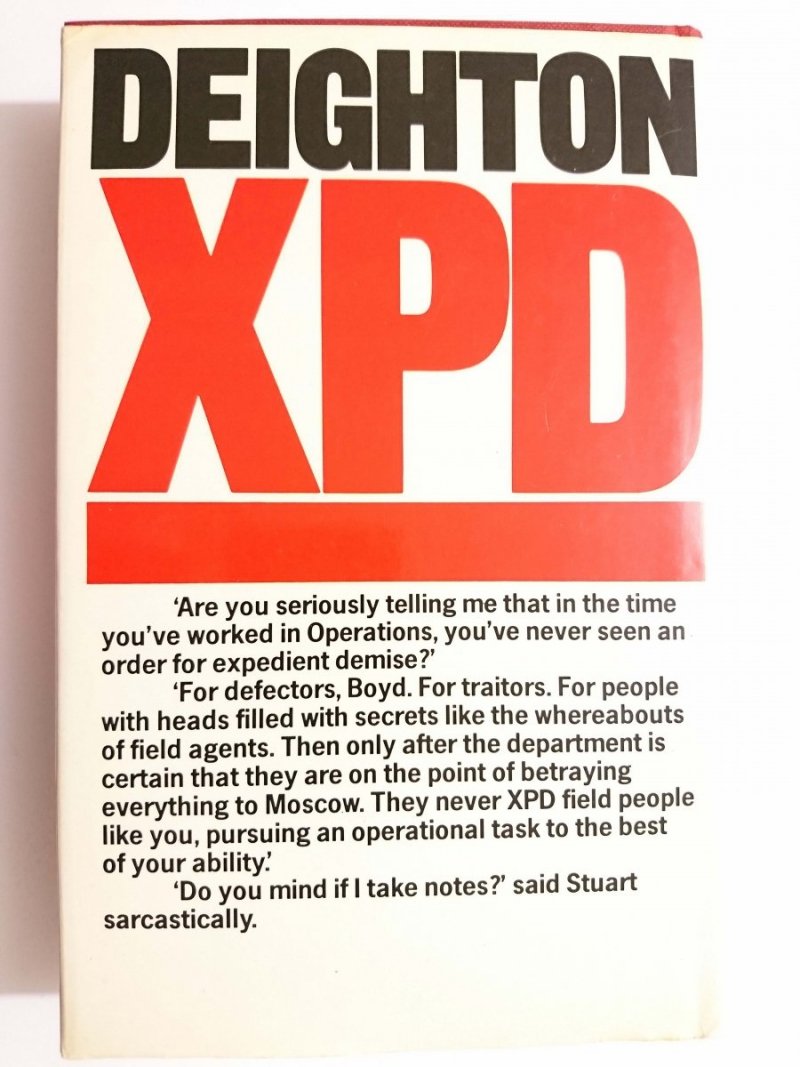 DEIGHTON
XPD
‘Are you seriously telling me that in the time
you’ve worked in Operations, you’ve never seen an
order for expedient demise?’
‘For defectors, Boyd. For traitors. For people
with heads filled with secrets like the whereabouts
of field agents. Then only after the department is
certain that they are on the point of betraying
everything to Moscow. They never XPD field people
like you, pursuing an operational task to the best
of your ability.’
‘Do you mind if I take notes?’ said Stuart
sarcastically.